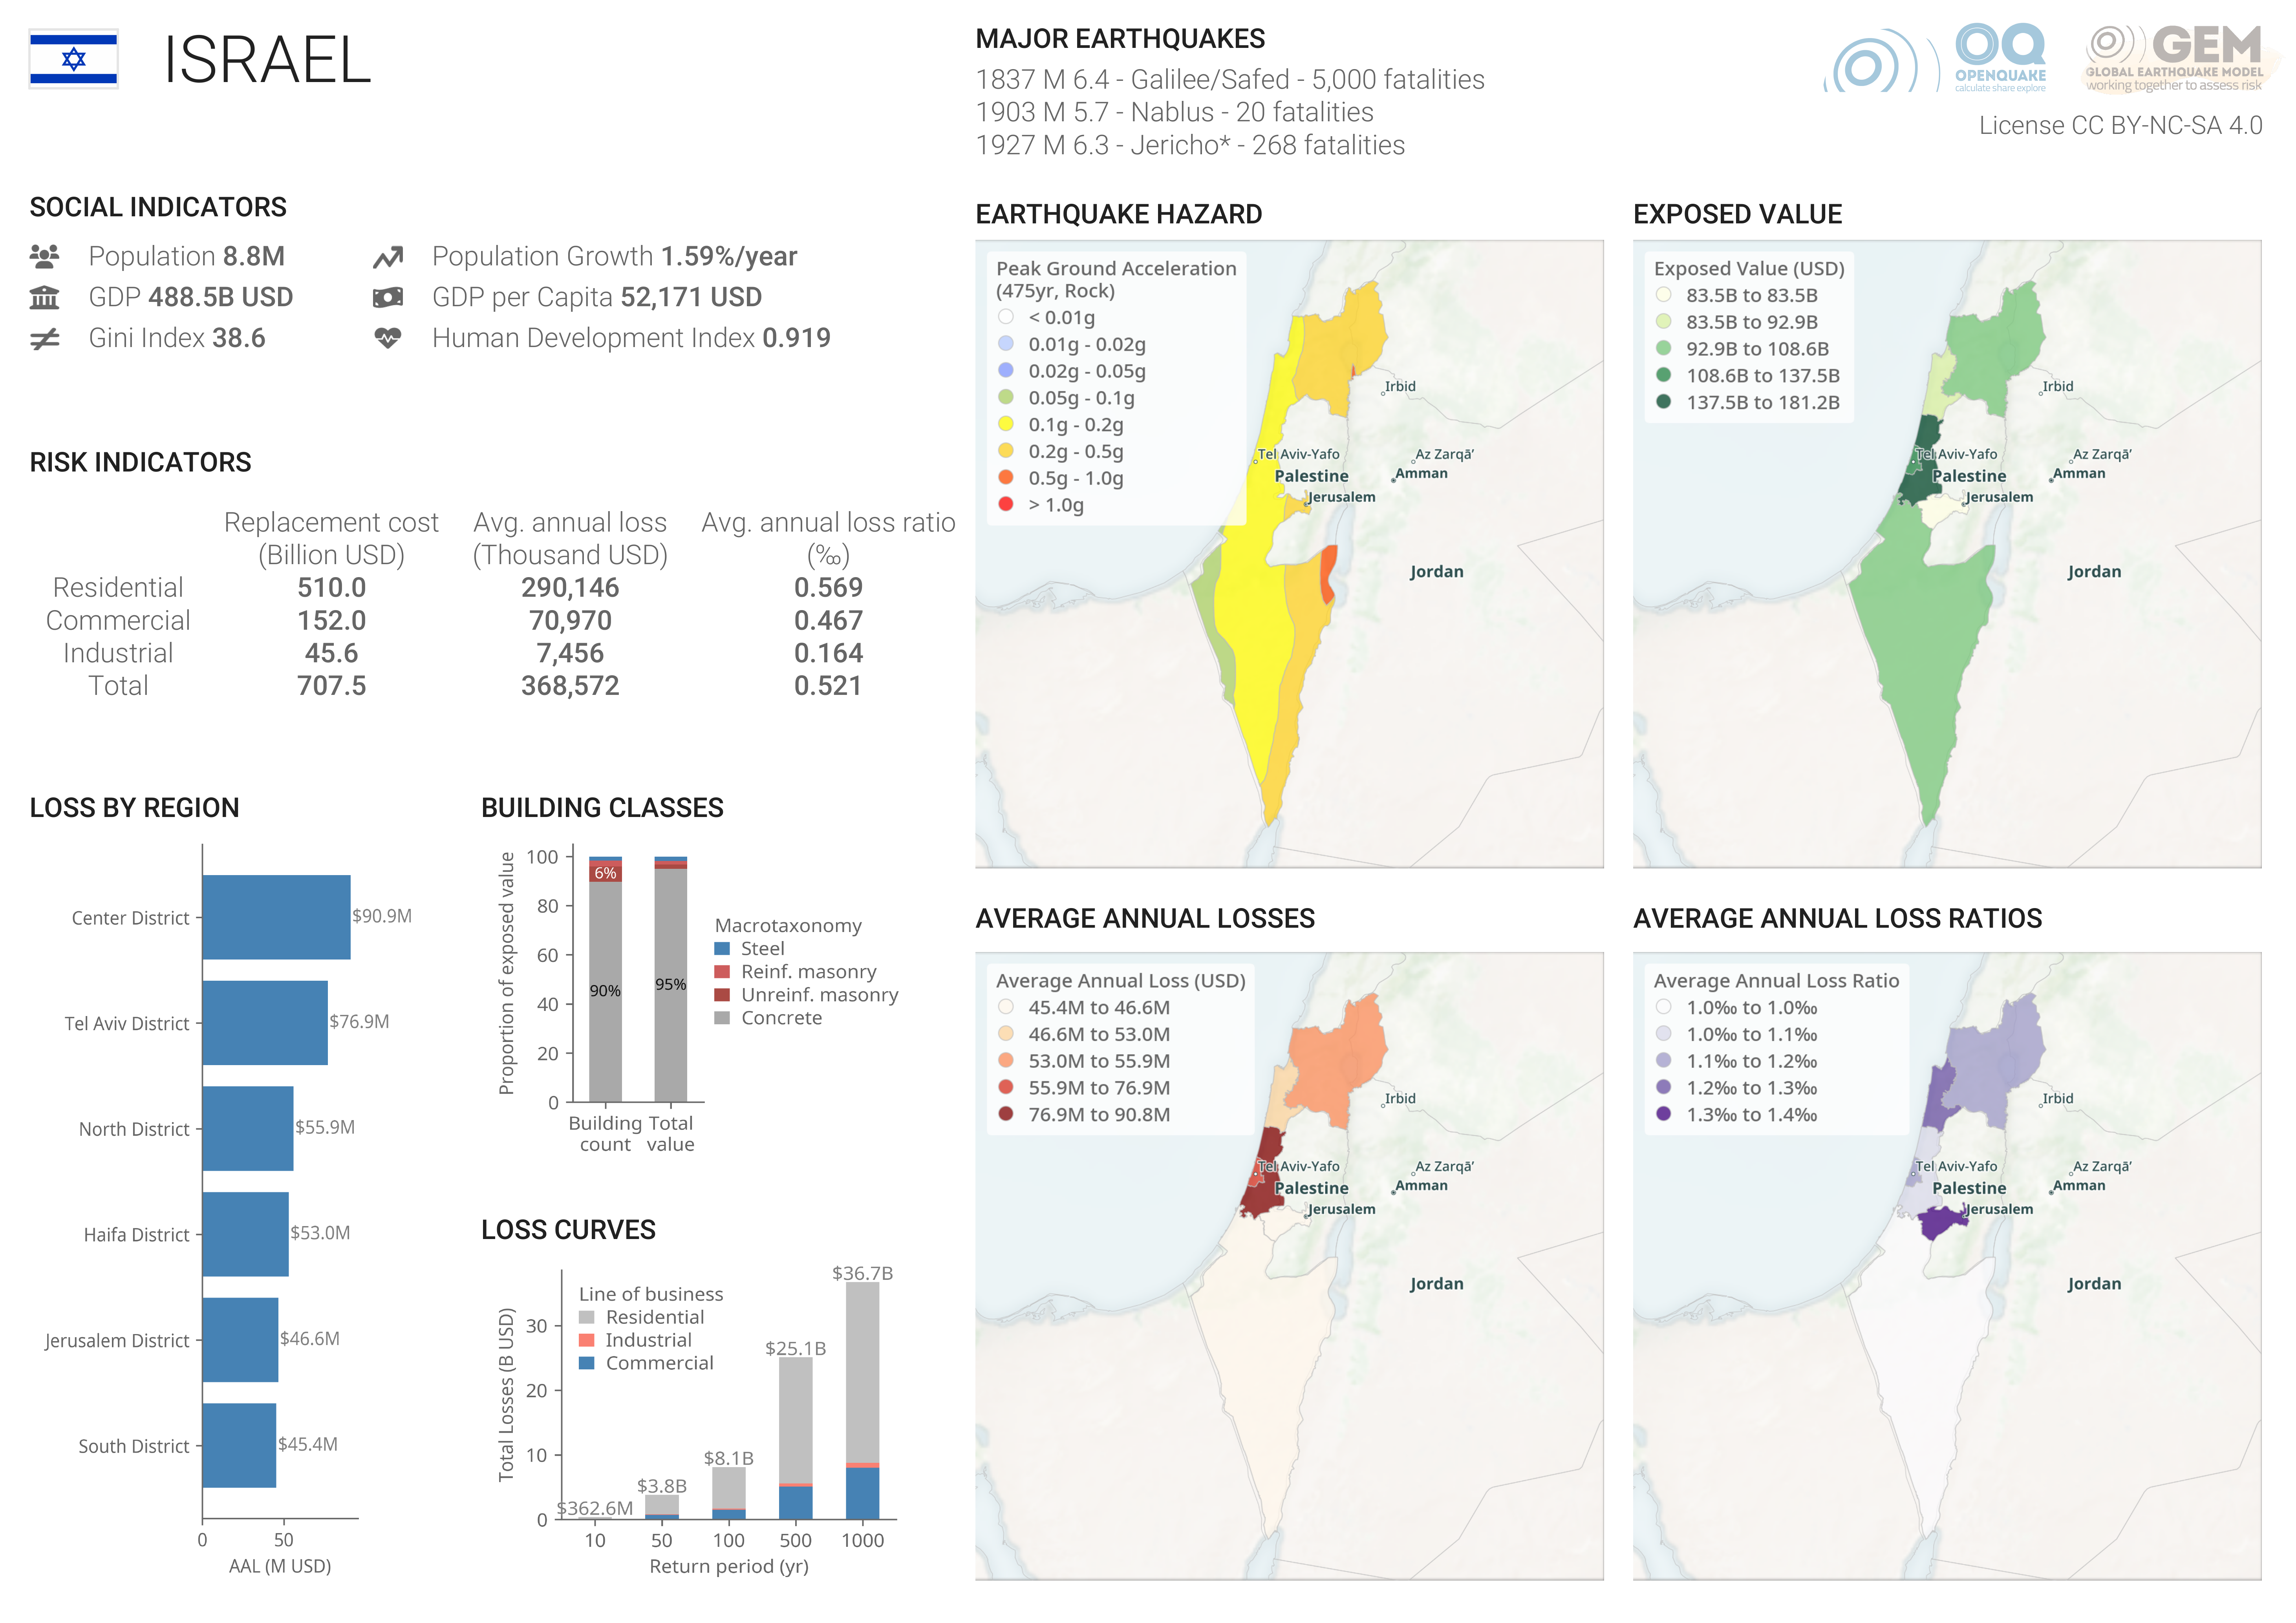 ISRAEL
MAJOR EARTHQUAKES
1837 M 6.4 - Galilee/Safed - 5,000 fatalities
1903 M 5.7 - Nablus - 20 fatalities
1927 M 6.3 - Jericho* - 268 fatalities
OQ
OPENQUAKE
calculate share explore
GEM
GLOBAL EARTHQUAKE MODEL
working together to assess risk
License CC BY-NC-SA 4.0
SOCIAL INDICATORS
Population 8.8M
Population Growth 1.59%/year
GDP 488.5B USD
GDP per Capita 52,171 USD
Gini Index 38.6
Human Development Index 0.919
RISK INDICATORS
Replacement cost Avg. annual loss Avg. annual loss ratio
(Billion USD) (Thousand USD) (‰)
Residential 510.0 290,146 0.569
Commercial 152.0 70,970 0.467
Industrial 45.6 7,456 0.164
Total 707.5 368,572 0.521
LOSS BY REGION
Center District $90.9M
Tel Aviv District $76.9M
North District $55.9M
Haifa District $53.0M
Jerusalem District $46.6M
South District $45.4M
0 50
AAL (M USD)
BUILDING CLASSES
Proportion of exposed value
100
80
60
40
20
0
6%
90%
95%
Building count
Total value
Macrotaxonomy
Steel
Reinf. masonry
Unreinf. masonry
Concrete
LOSS CURVES
Total Losses (B USD)
30
20
10
0
Line of business
Residential
Industrial
Commercial
$362.6M
$3.8B
$8.1B
$25.1B
$36.7B
10 50 100 500 1000
Return period (yr)
EARTHQUAKE HAZARD
Peak Ground Acceleration
(475yr, Rock)
< 0.01g
0.01g - 0.02g
0.02g - 0.05g
0.05g - 0.1g
0.1g - 0.2g
0.2g - 0.5g
0.5g - 1.0g
> 1.0g
Irbid
Tel Aviv-Yafo
Az Zarqā’
Palestine
Amman
Jerusalem
Jordan
EXPOSED VALUE
Exposed Value (USD)
83.5B to 83.5B
83.5B to 92.9B
92.9B to 108.6B
108.6B to 137.5B
137.5B to 181.2B
Irbid
Tel Aviv-Yafo
Az Zarqā’
Palestine
Amman
Jerusalem
Jordan
AVERAGE ANNUAL LOSSES
Average Annual Loss (USD)
45.4M to 46.6M
46.6M to 53.0M
53.0M to 55.9M
55.9M to 76.9M
76.9M to 90.8M
Irbid
Tel Aviv-Yafo
Az Zarqā’
Palestine
Amman
Jerusalem
Jordan
AVERAGE ANNUAL LOSS RATIOS
Average Annual Loss Ratio
1.0‰ to 1.0‰
1.0‰ to 1.1‰
1.1‰ to 1.2‰
1.2‰ to 1.3‰
1.3‰ to 1.4‰
Irbid
Tel Aviv-Yafo
Az Zarqā’
Palestine
Amman
Jerusalem
Jordan